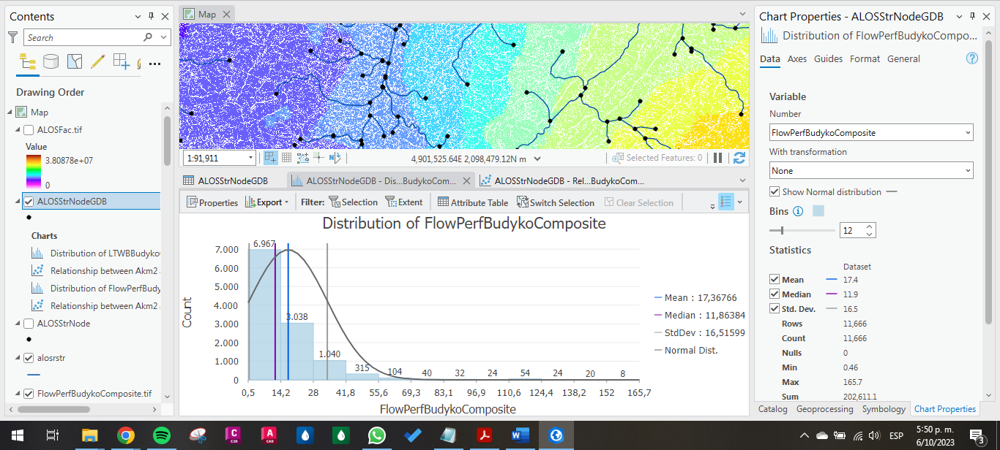 Contents
Search
Drawing Order
Map
ALOSFac.tif
Value
3.80878e+07
0
ALOSStrNodeGDB
Charts
Distribution of LTWBBudyko
Relationship between Akm2
Distribution of FlowPerfBudy
Relationship between Akm2
ALOSStrNode
alosrstr
FlowPerfBudykoComposite.tif
Map
1:91,911
4,901,525.64E 2,098,479.12N m
Selected Features: 0
ALOSStrNodeGDB
ALOSStrNodeGDB - Dis...BudykoCom...
ALOSStrNodeGDB - Rel...BudykoCom...
Properties
Export
Filter:
Selection
Extent
Attribute Table
Switch Selection
Clear Selection
Distribution of FlowPerfBudykoComposite
Count
7.000
6.000
5.000
4.000
3.000
2.000
1.000
0
6.967
3.038
1.040
315
104
40
32
24
54
24
20
8
0,5
14,2
28
41,8
55,6
69,3
83,1
96,9
110,6
124,4
138,2
152
165,7
FlowPerfBudykoComposite
Mean : 17,36766
Median : 11,86384
StdDev : 16,51599
Normal Dist.
Chart Properties - ALOSStrNodeGDB
Distribution of FlowPerfBudykoCompo...
Data Axes Guides Format General
Variable
Number
FlowPerfBudykoComposite
With transformation
None
Show Normal distribution
Bins
12
Statistics
Dataset
Mean 17.4
Median 11.9
Std. Dev. 16.5
Rows 11,666
Count 11,666
Nulls 0
Min 0.46
Max 165.7
Sum 202,611.1
Catalog Geoprocessing Symbology Chart Properties
ESP
5:50 p. m.
6/10/2023
3